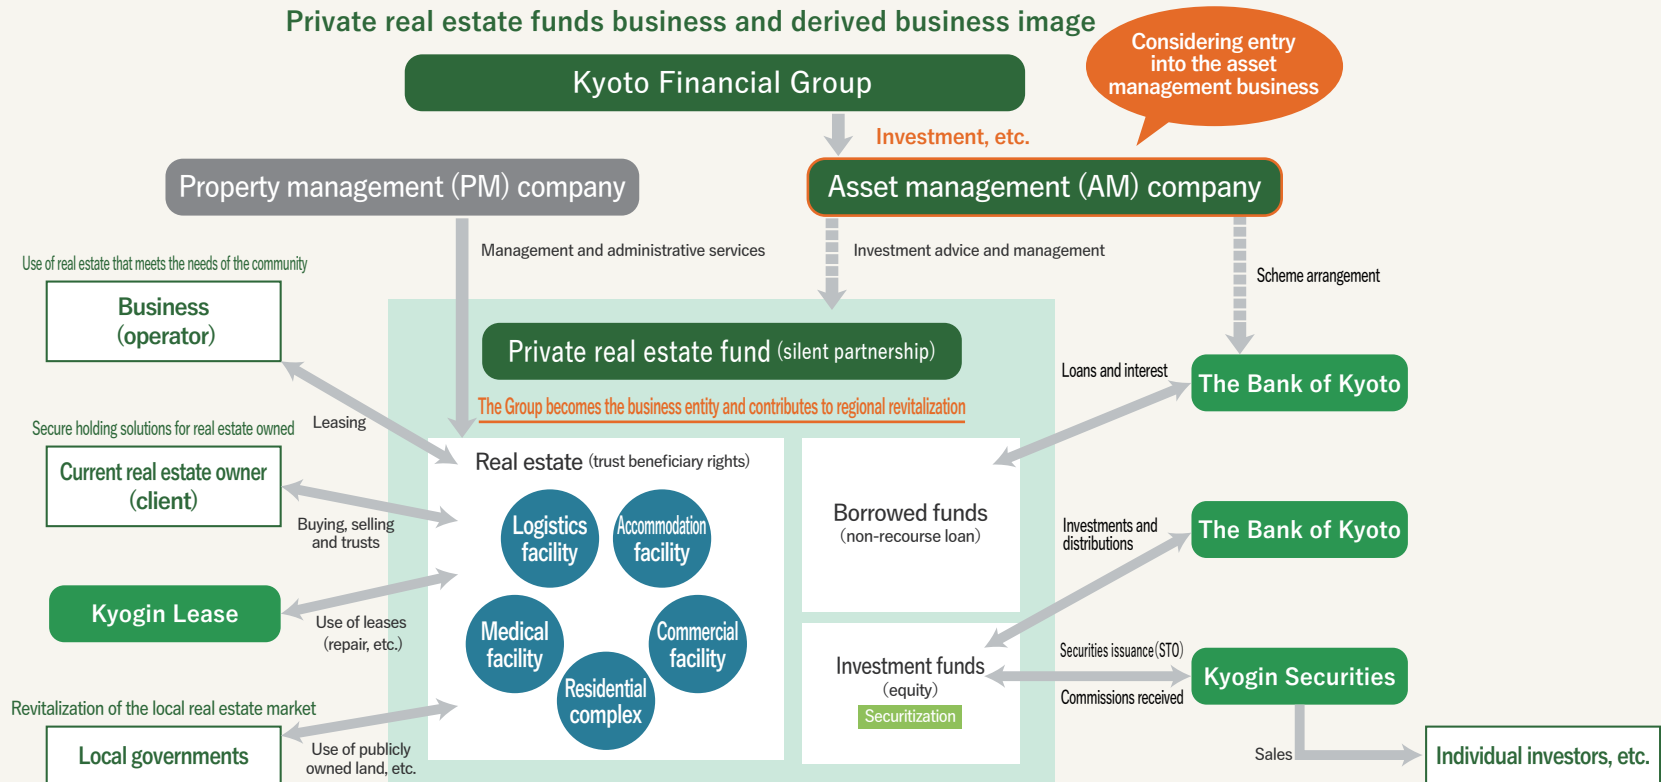 Private real estate funds business and derived business image
Considering entry
into the asset
management business
Kyoto Financial Group
Investment, etc.
Property management (PM) company
Asset management (AM) company
Management and administrative services
Investment advice and management
Scheme arrangement
Use of real estate that meets the needs of the community
Business
(operator)
Leasing
Secure holding solutions for real estate owned
Current real estate owner
(client)
Buying, selling
and trusts
Kyogin Lease
Use of leases
(repair, etc.)
Revitalization of the local real estate market
Local governments
Use of publicly
owned land, etc.
Private real estate fund (silent partnership)
The Group becomes the business entity and contributes to regional revitalization
Real estate (trust beneficiary rights)
Logistics
facility
Accommodation
facility
Medical
facility
Commercial
facility
Residential
complex
Borrowed funds
(non-recourse loan)
Investment funds
(equity)
Securitization
Loans and interest
The Bank of Kyoto
Investments and
distributions
The Bank of Kyoto
Securities issuance(STO)
Commissions received
Kyogin Securities
Sales
Individual investors, etc.